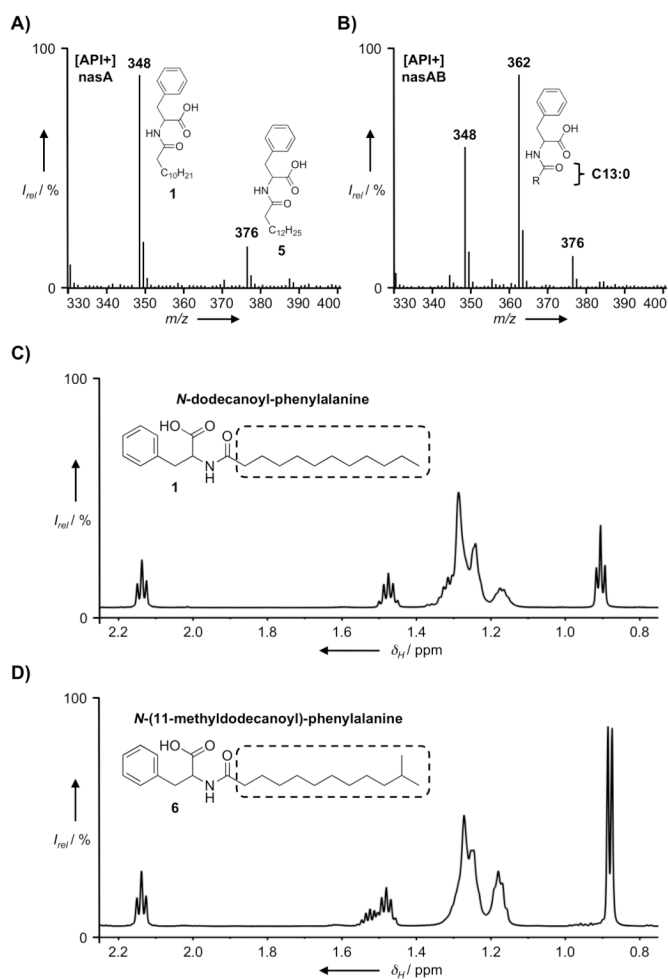 A)
100
0
I_rel / %
[API+]
nasA
348
376
OH
O
HN
O
C10H21
1
OH
O
HN
O
C12H25
5
330 340 350 360 370 380 390 400
m/z
B)
100
0
I_rel / %
[API+]
nasAB
348
362
376
OH
O
HN
O
R
C13:0
330 340 350 360 370 380 390 400
m/z
C)
100
0
I_rel / %
N-dodecanoyl-phenylalanine
HO O O
N
H
1
2.2 2.0 1.8 1.6 1.4 1.2 1.0 0.8
δH / ppm
D)
100
0
I_rel / %
N-(11-methyldodecanoyl)-phenylalanine
HO O O
N
H
6
2.2 2.0 1.8 1.6 1.4 1.2 1.0 0.8
δH / ppm